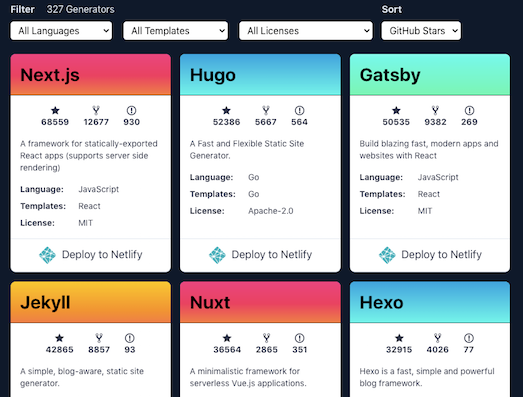 Filter 327 Generators Sort
All Languages All Templates All Licenses GitHub Stars
Next.js
68559 12677 930
A framework for statically-exported
React apps (supports server side
rendering)
Language: JavaScript
Templates: React
License: MIT
Deploy to Netlify
Hugo
52386 5667 564
A Fast and Flexible Static Site
Generator.
Language: Go
Templates: Go
License: Apache-2.0
Deploy to Netlify
Gatsby
50535 9382 269
Build blazing fast, modern apps and
websites with React
Language: JavaScript
Templates: React
License: MIT
Deploy to Netlify
Jekyll
42865 8857 93
A simple, blog-aware, static site
generator.
Nuxt
36564 2865 351
A minimalistic framework for
serverless Vue.js applications.
Hexo
32915 4026 77
Hexo is a fast, simple and powerful
blog framework.